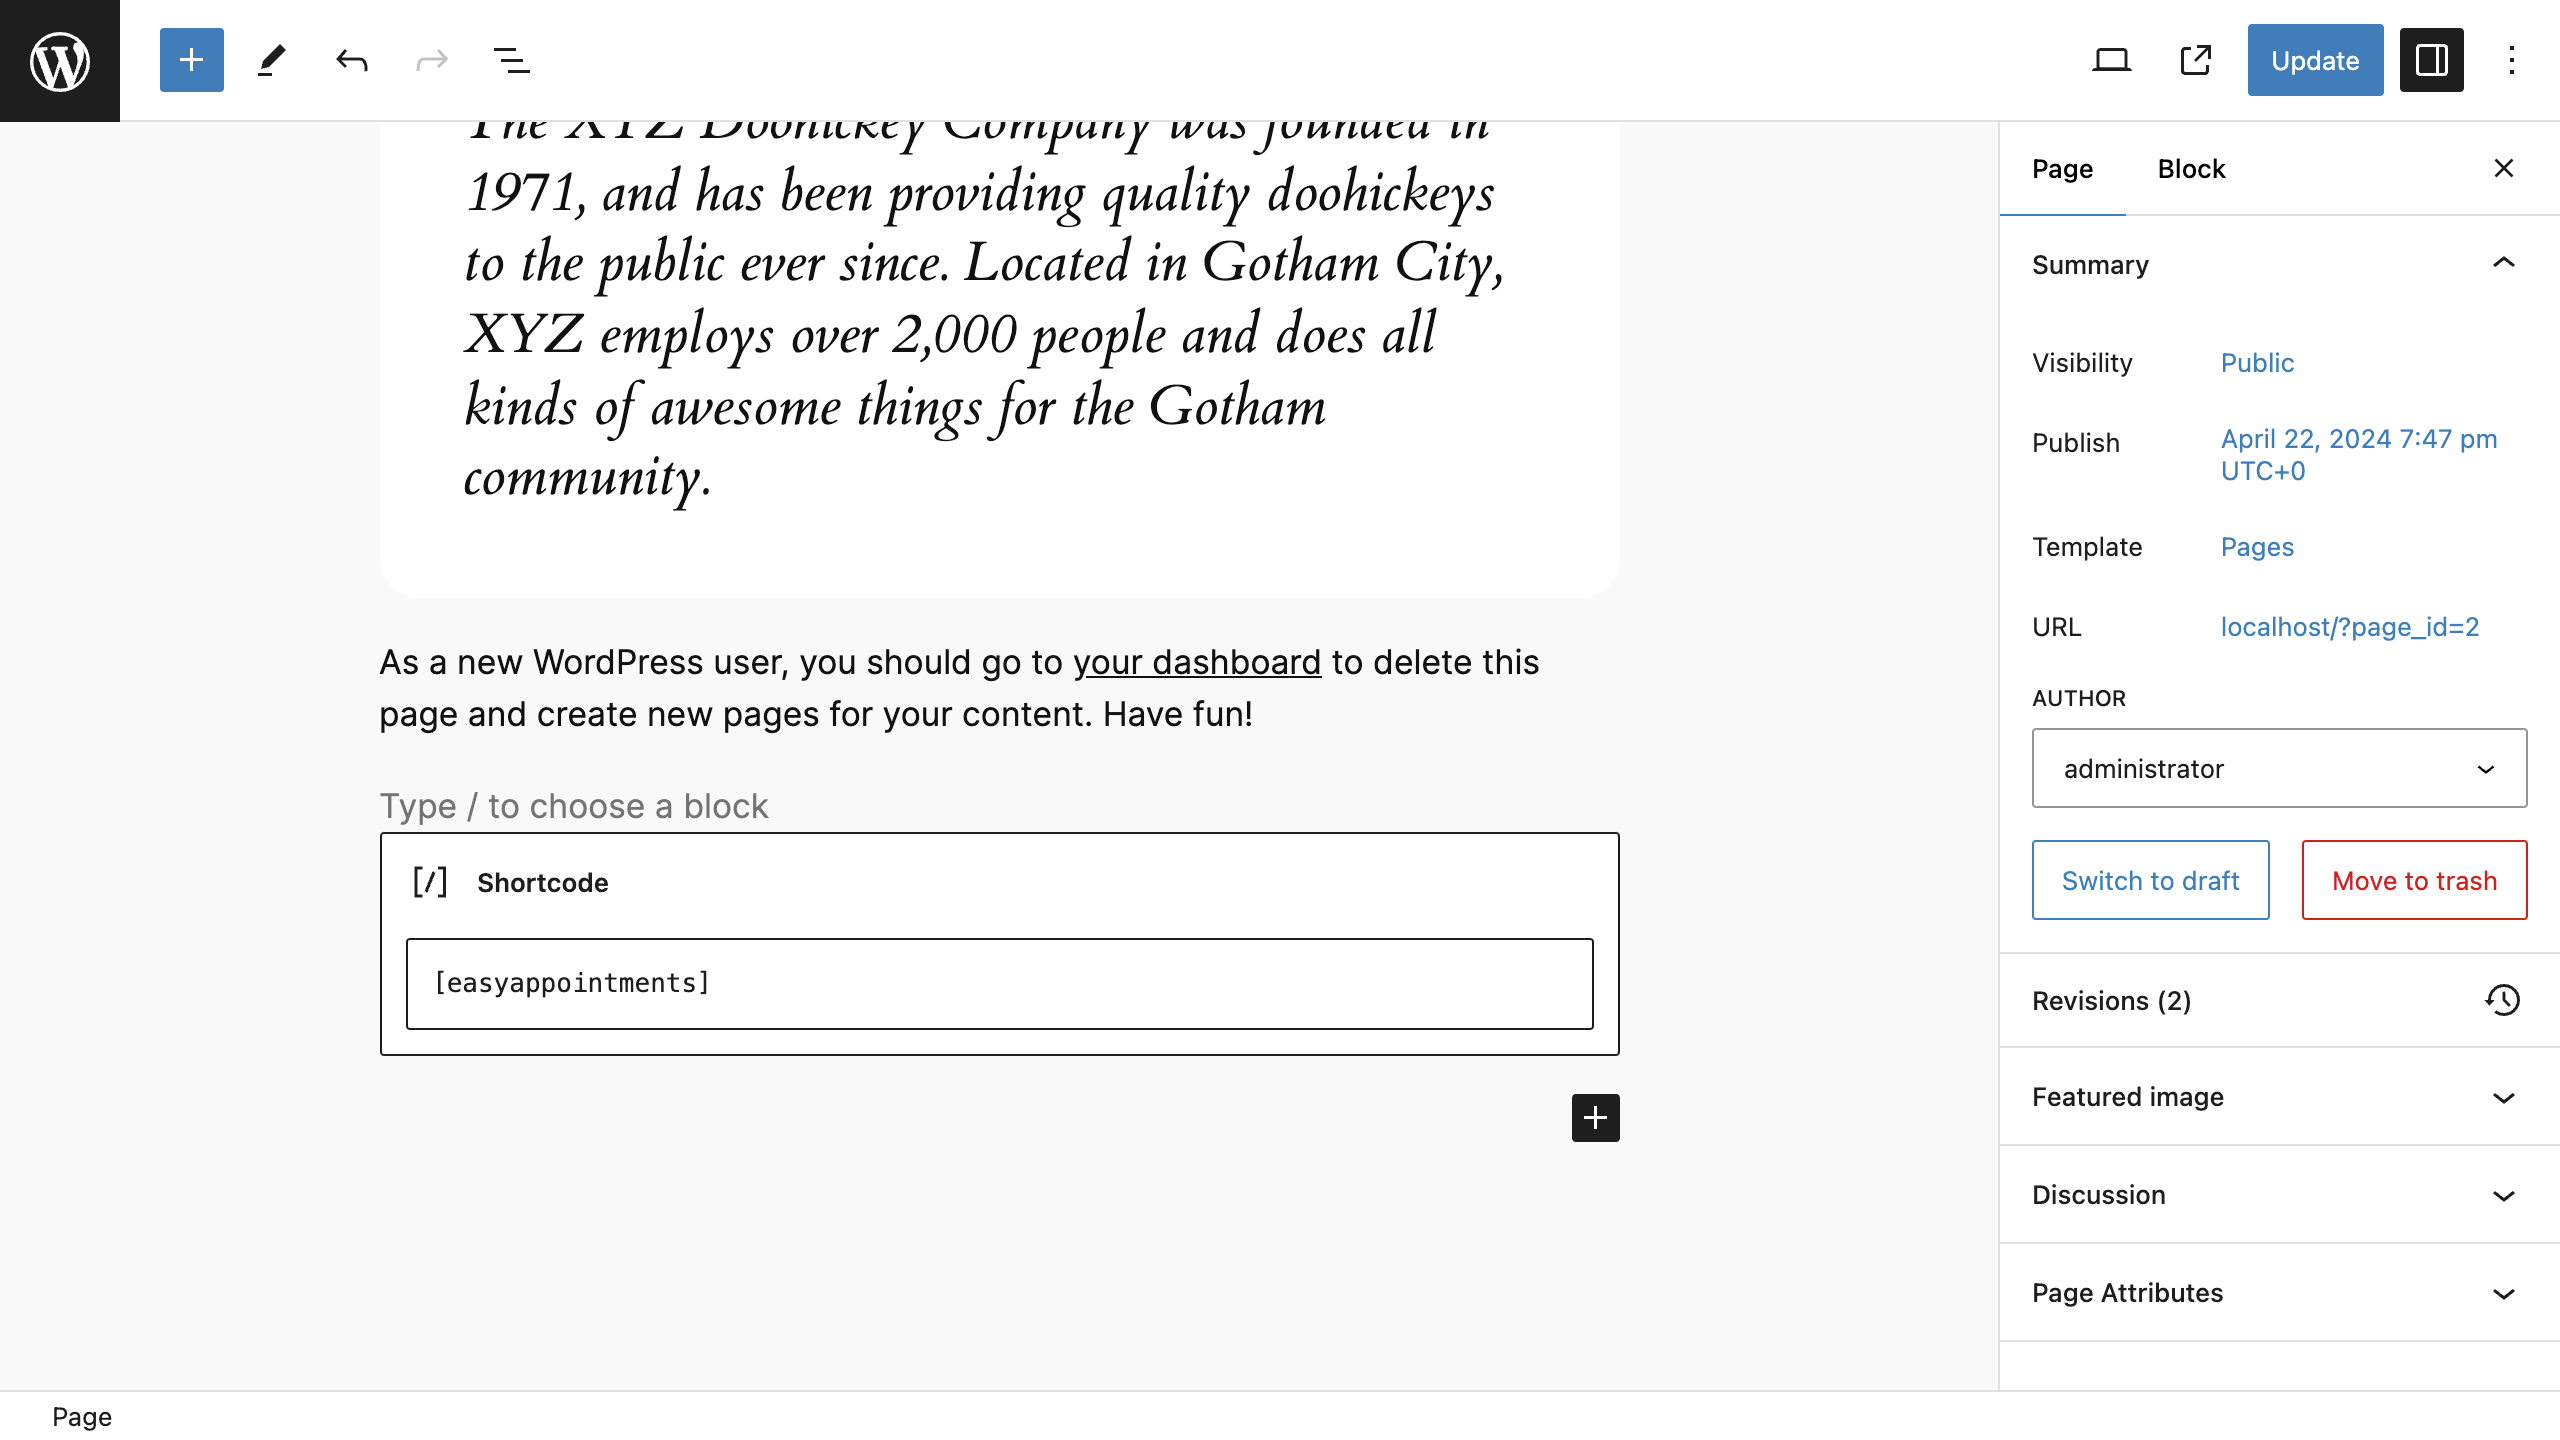 Update
The XYZ Doohickey Company was founded in
1971, and has been providing quality doohickeys
to the public ever since. Located in Gotham City,
XYZ employs over 2,000 people and does all
kinds of awesome things for the Gotham
community.
As a new WordPress user, you should go to your dashboard to delete this
page and create new pages for your content. Have fun!
Type / to choose a block
[/] Shortcode
[easyappointments]
Page Block
Summary
Visibility Public
Publish April 22, 2024 7:47 pm
UTC+0
Template Pages
URL localhost/?page_id=2
AUTHOR
administrator
Switch to draft Move to trash
Revisions (2)
Featured image
Discussion
Page Attributes
Page